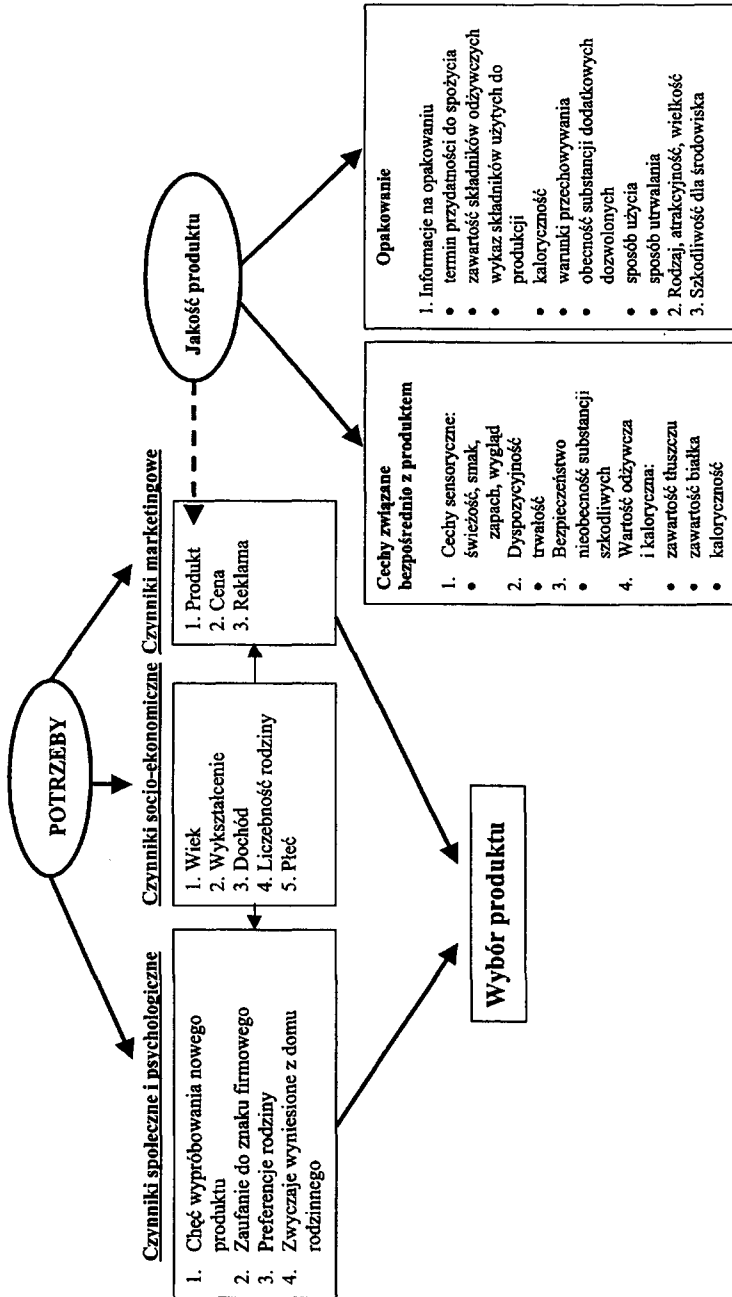 POTRZEBY
Czynniki społeczne i psychologiczne
1. Chęć wypróbowania nowego
produktu
2. Zaufanie do znaku firmowego
3. Preferencje rodziny
4. Zwyczaje wyniesione z domu
rodzinnego
Czynniki socjo-ekonomiczne
1. Wiek
2. Wykształcenie
3. Dochód
4. Liczebność rodziny
5. Płeć
Czynniki marketingowe
1. Produkt
2. Cena
3. Reklama
Jakość produktu
Wybór produktu
Cechy związane
bezpośrednio z produktem
1. Cechy sensoryczne:
• świeżość, smak,
zapach, wygląd
2. Dyspozycyjność
• trwałość
3. Bezpieczeństwo
• nieobecność substancji
szkodliwych
4. Wartość odżywcza
i kaloryczna:
• zawartość tłuszczu
• zawartość białka
• kaloryczność
Opakowanie
1. Informacje na opakowaniu
• termin przydatności do spożycia
• zawartość składników odżywczych
• wykaz składników użytych do
produkcji
• kaloryczność
• warunki przechowywania
• obecność substancji dodatkowych
dozwolonych
• sposób użycia
• sposób utrwalania
2. Rodzaj, atrakcyjność, wielkość
3. Szkodliwość dla środowiska